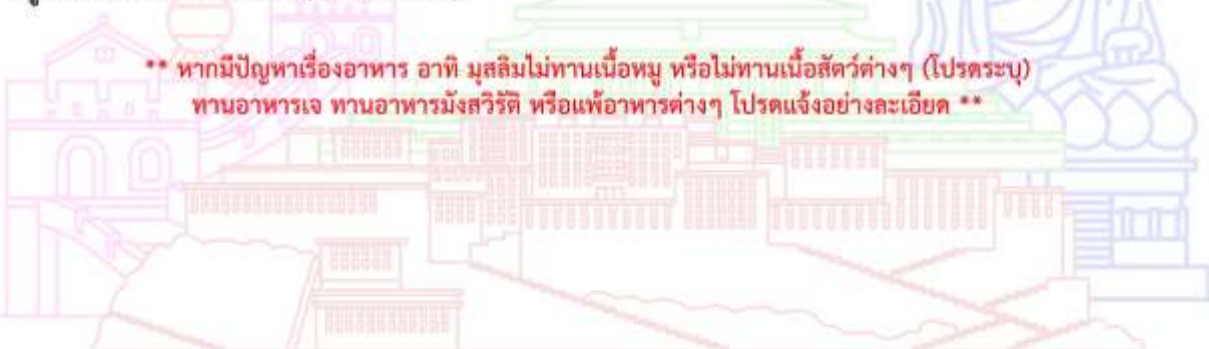 ** หากมีปัญหาเรื่องอาหาร อาทิ มุสลิมไม่ทานเนื้อหมู หรือไม่ทานเนื้อสัตว์ต่างๆ (โปรดระบุ)
ทานอาหารเจ ทานอาหารมังสวิรัติ หรือแพ้อาหารต่างๆ โปรดแจ้งอย่างละเอียด **